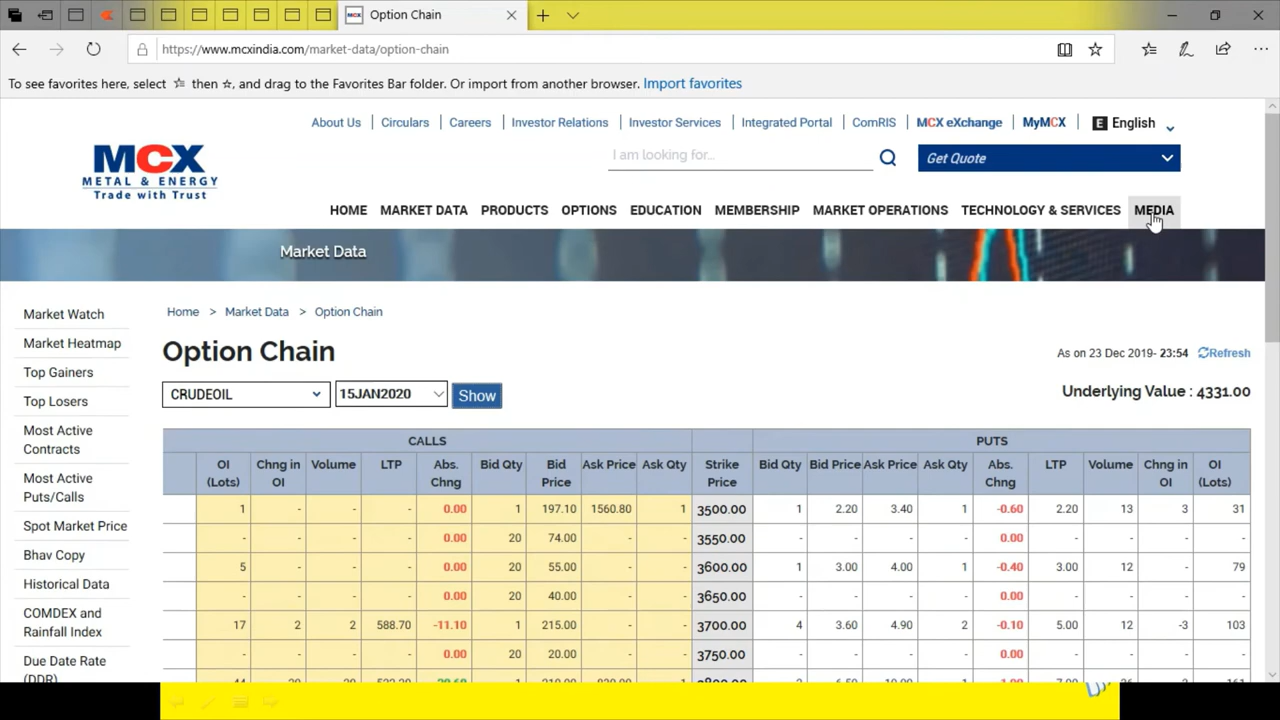 MCX Option Chain
https://www.mcxindia.com/market-data/option-chain
To see favorites here, select then , and drag to the Favorites Bar folder. Or import from another browser. Import favorites
About Us Circulars Careers Investor Relations Investor Services Integrated Portal ComRIS MCX eXchange MyMCX E English
MCX
METAL & ENERGY
Trade with Trust
I am looking for...
Get Quote
HOME MARKET DATA PRODUCTS OPTIONS EDUCATION MEMBERSHIP MARKET OPERATIONS TECHNOLOGY & SERVICES MEDIA
Market Data
Market Watch
Market Heatmap
Top Gainers
Top Losers
Most Active
Contracts
Most Active
Puts/Calls
Spot Market Price
Bhav Copy
Historical Data
COMDEX and
Rainfall Index
Due Date Rate
(DDR)
Home > Market Data > Option Chain
Option Chain
As on 23 Dec 2019- 23:54 Refresh
CRUDEOIL 15JAN2020 Show
Underlying Value : 4331.00
CALLS PUTS
OI (Lots) Chng in OI Volume LTP Abs. Chng Bid Qty Bid Price Ask Price Ask Qty Strike Price Bid Qty Bid Price Ask Price Ask Qty Abs. Chng LTP Volume Chng in OI OI (Lots)
1 - - - 0.00 1 197.10 1560.80 1 3500.00 1 2.20 3.40 1 -0.60 2.20 13 3 31
- - - - 0.00 20 74.00 - - 3550.00 - - - - 0.00 - - - -
5 - - - 0.00 20 55.00 - - 3600.00 1 3.00 4.00 1 -0.40 3.00 12 - 79
- - - - 0.00 20 40.00 - - 3650.00 - - - - 0.00 - - - -
17 2 2 588.70 -11.10 1 215.00 - - 3700.00 4 3.60 4.90 2 -0.10 5.00 12 -3 103
- - - - 0.00 20 20.00 - - 3750.00 - - - - 0.00 - - - -